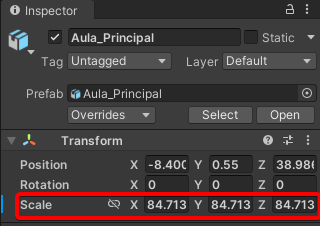 Inspector
Aula_Principal Static
Tag Untagged Layer Default
Prefab Aula_Principal
Overrides Select Open
Transform
Position X -8.400 Y 0.55 Z 38.986
Rotation X 0 Y 0 Z 0
Scale X 84.713 Y 84.713 Z 84.713